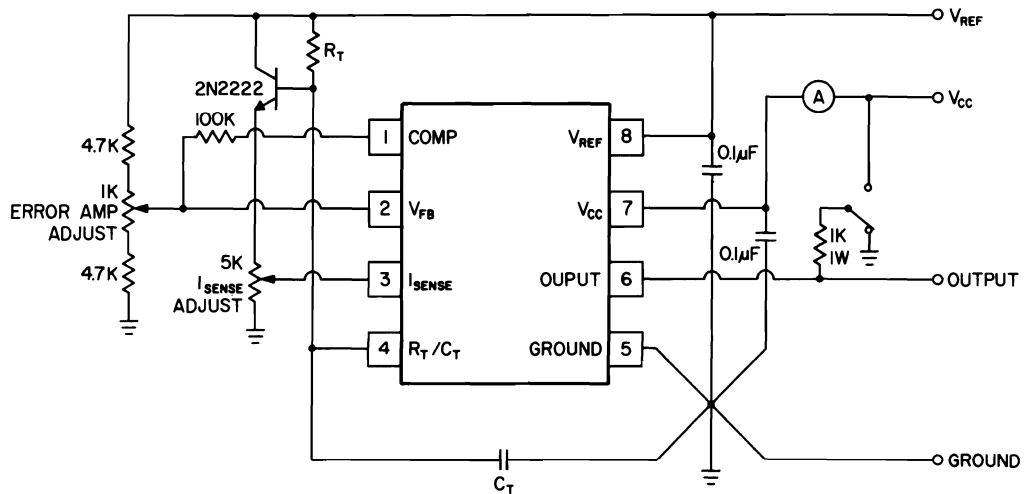 V_REF
R_T
2N2222
A
V_CC
100K
1
COMP
V_REF
8
0.1µF
4.7K
1K
ERROR AMP
ADJUST
2
V_FB
V_CC
7
0.1µF
1K
1W
4.7K
5K
I_SENSE
ADJUST
3
I_SENSE
OUPUT
6
OUTPUT
4
R_T/C_T
GROUND
5
C_T
GROUND